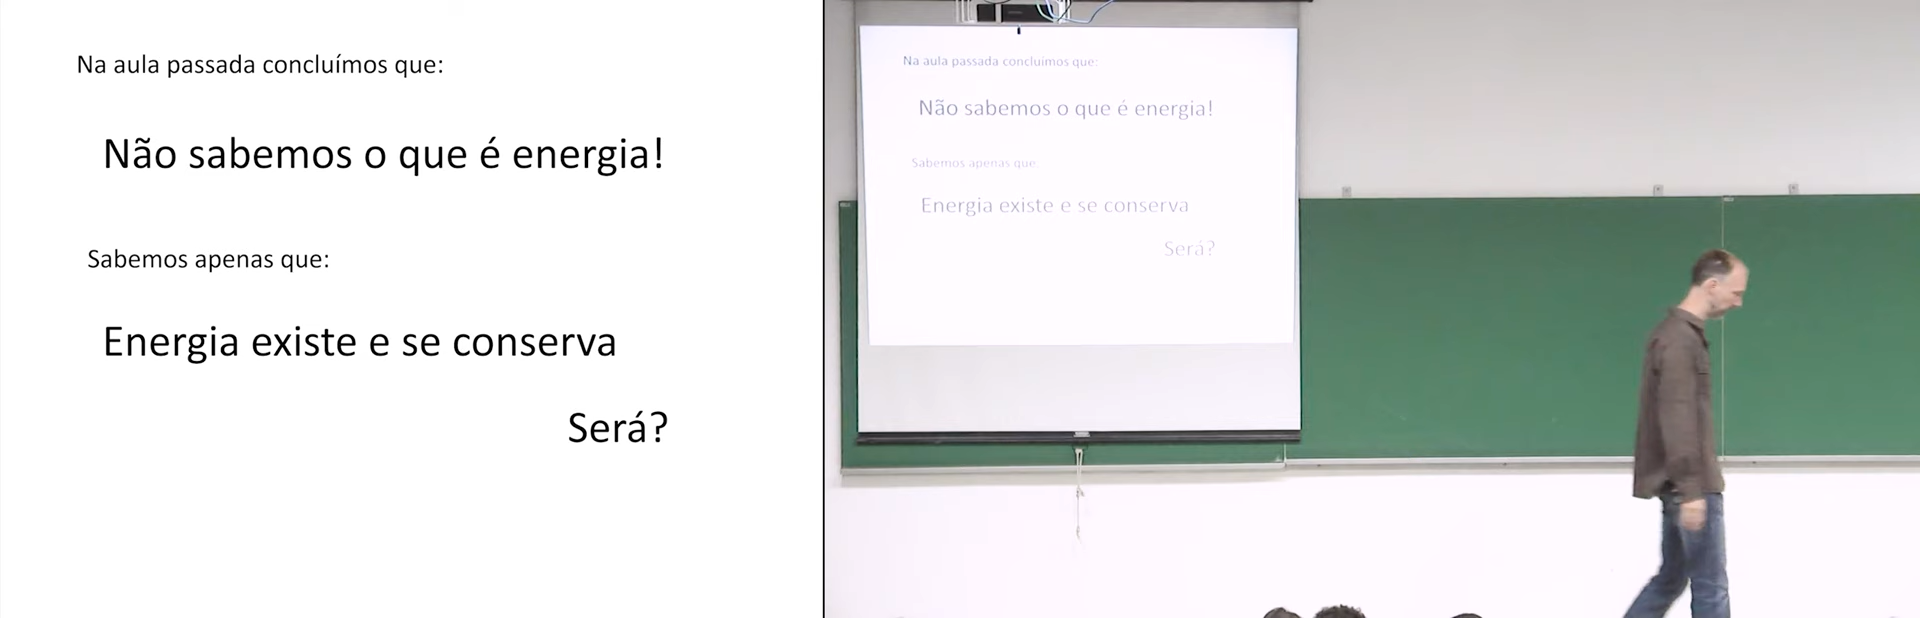 Na aula passada concluímos que:
Não sabemos o que é energia!
Sabemos apenas que:
Energia existe e se conserva
Será?
Na aula passada concluímos que:
Não sabemos o que é energia!
Sabemos apenas que:
Energia existe e se conserva
Será?